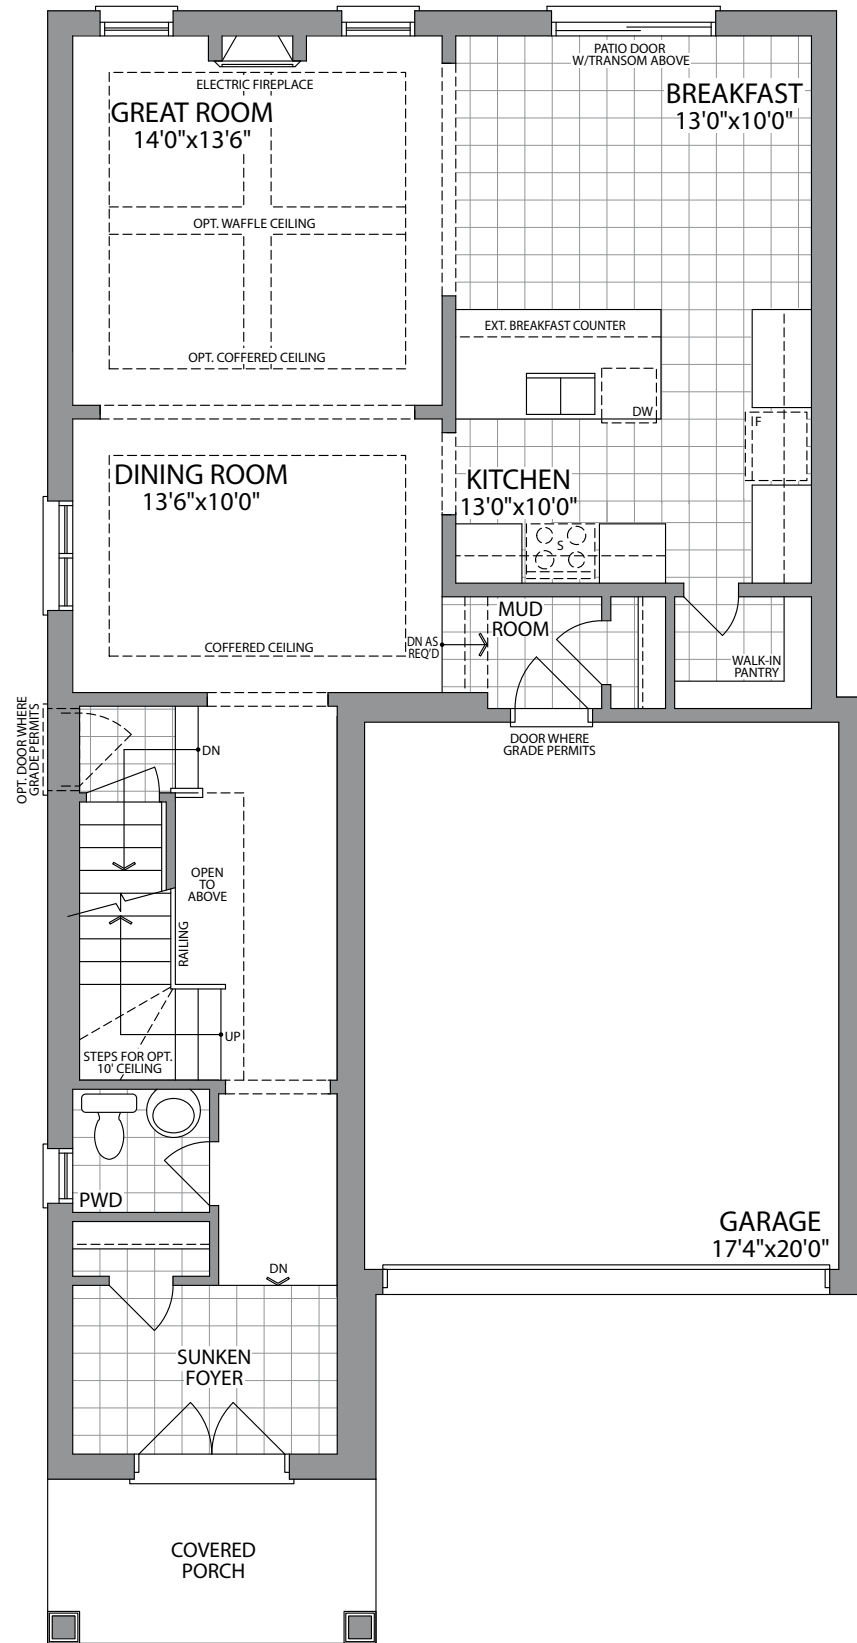 PATIO DOOR
W/TRANSOM ABOVE
ELECTRIC FIREPLACE
GREAT ROOM
14'0"x13'6"
BREAKFAST
13'0"x10'0"
OPT. WAFFLE CEILING
OPT. COFFERED CEILING
EXT. BREAKFAST COUNTER
DW
F
DINING ROOM
13'6"x10'0"
KITCHEN
13'0"x10'0"
S
COFFERED CEILING
MUD
ROOM
DN AS
REQ'D
WALK-IN
PANTRY
OPT. DOOR WHERE
GRADE PERMITS
DN
DOOR WHERE
GRADE PERMITS
OPEN
TO
ABOVE
RAILING
UP
STEPS FOR OPT.
10' CEILING
PWD
GARAGE
17'4"x20'0"
DN
SUNKEN
FOYER
COVERED
PORCH